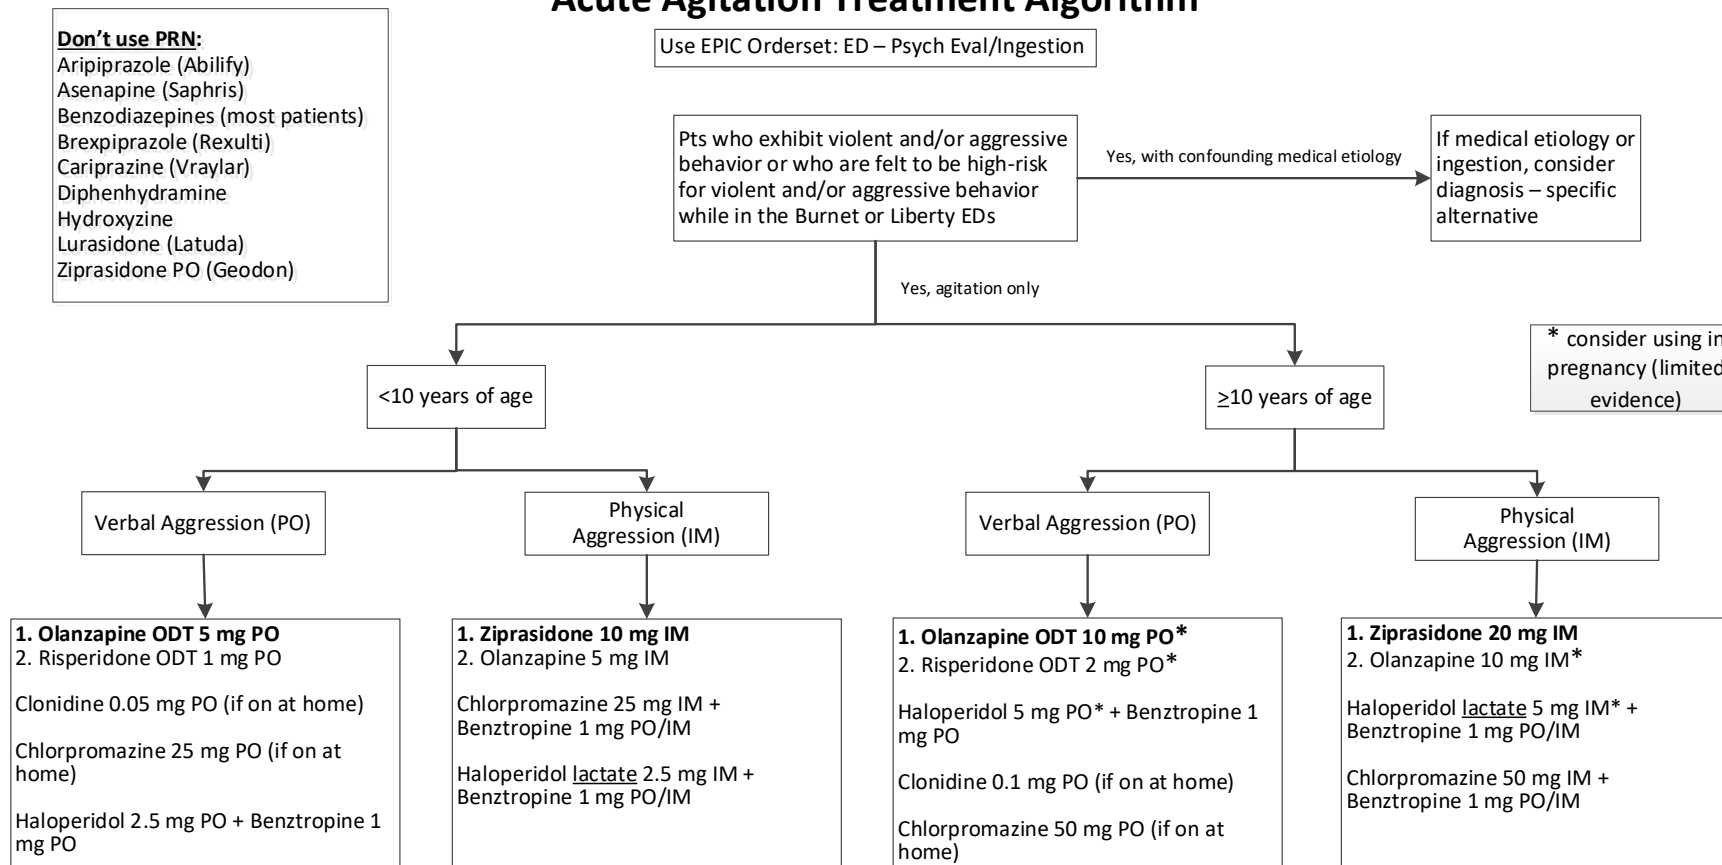 Acute Agitation Treatment Algorithm
Don’t use PRN:
Aripiprazole (Abilify)
Asenapine (Saphris)
Benzodiazepines (most patients)
Brexpiprazole (Rexulti)
Cariprazine (Vraylar)
Diphenhydramine
Hydroxyzine
Lurasidone (Latuda)
Ziprasidone PO (Geodon)
Use EPIC Orderset: ED – Psych Eval/Ingestion
Pts who exhibit violent and/or aggressive
behavior or who are felt to be high-risk
for violent and/or aggressive behavior
while in the Burnet or Liberty EDs
Yes, with confounding medical etiology
If medical etiology or
ingestion, consider
diagnosis – specific
alternative
Yes, agitation only
* consider using in
pregnancy (limited
evidence)
<10 years of age
≥10 years of age
Verbal Aggression (PO)
Physical
Aggression (IM)
Verbal Aggression (PO)
Physical
Aggression (IM)
1. Olanzapine ODT 5 mg PO
2. Risperidone ODT 1 mg PO
Clonidine 0.05 mg PO (if on at home)
Chlorpromazine 25 mg PO (if on at
home)
Haloperidol 2.5 mg PO + Benztropine 1
mg PO
1. Ziprasidone 10 mg IM
2. Olanzapine 5 mg IM
Chlorpromazine 25 mg IM +
Benztropine 1 mg PO/IM
Haloperidol lactate 2.5 mg IM +
Benztropine 1 mg PO/IM
1. Olanzapine ODT 10 mg PO*
2. Risperidone ODT 2 mg PO*
Haloperidol 5 mg PO* + Benztropine 1
mg PO
Clonidine 0.1 mg PO (if on at home)
Chlorpromazine 50 mg PO (if on at
home)
1. Ziprasidone 20 mg IM
2. Olanzapine 10 mg IM*
Haloperidol lactate 5 mg IM* +
Benztropine 1 mg PO/IM
Chlorpromazine 50 mg IM +
Benztropine 1 mg PO/IM